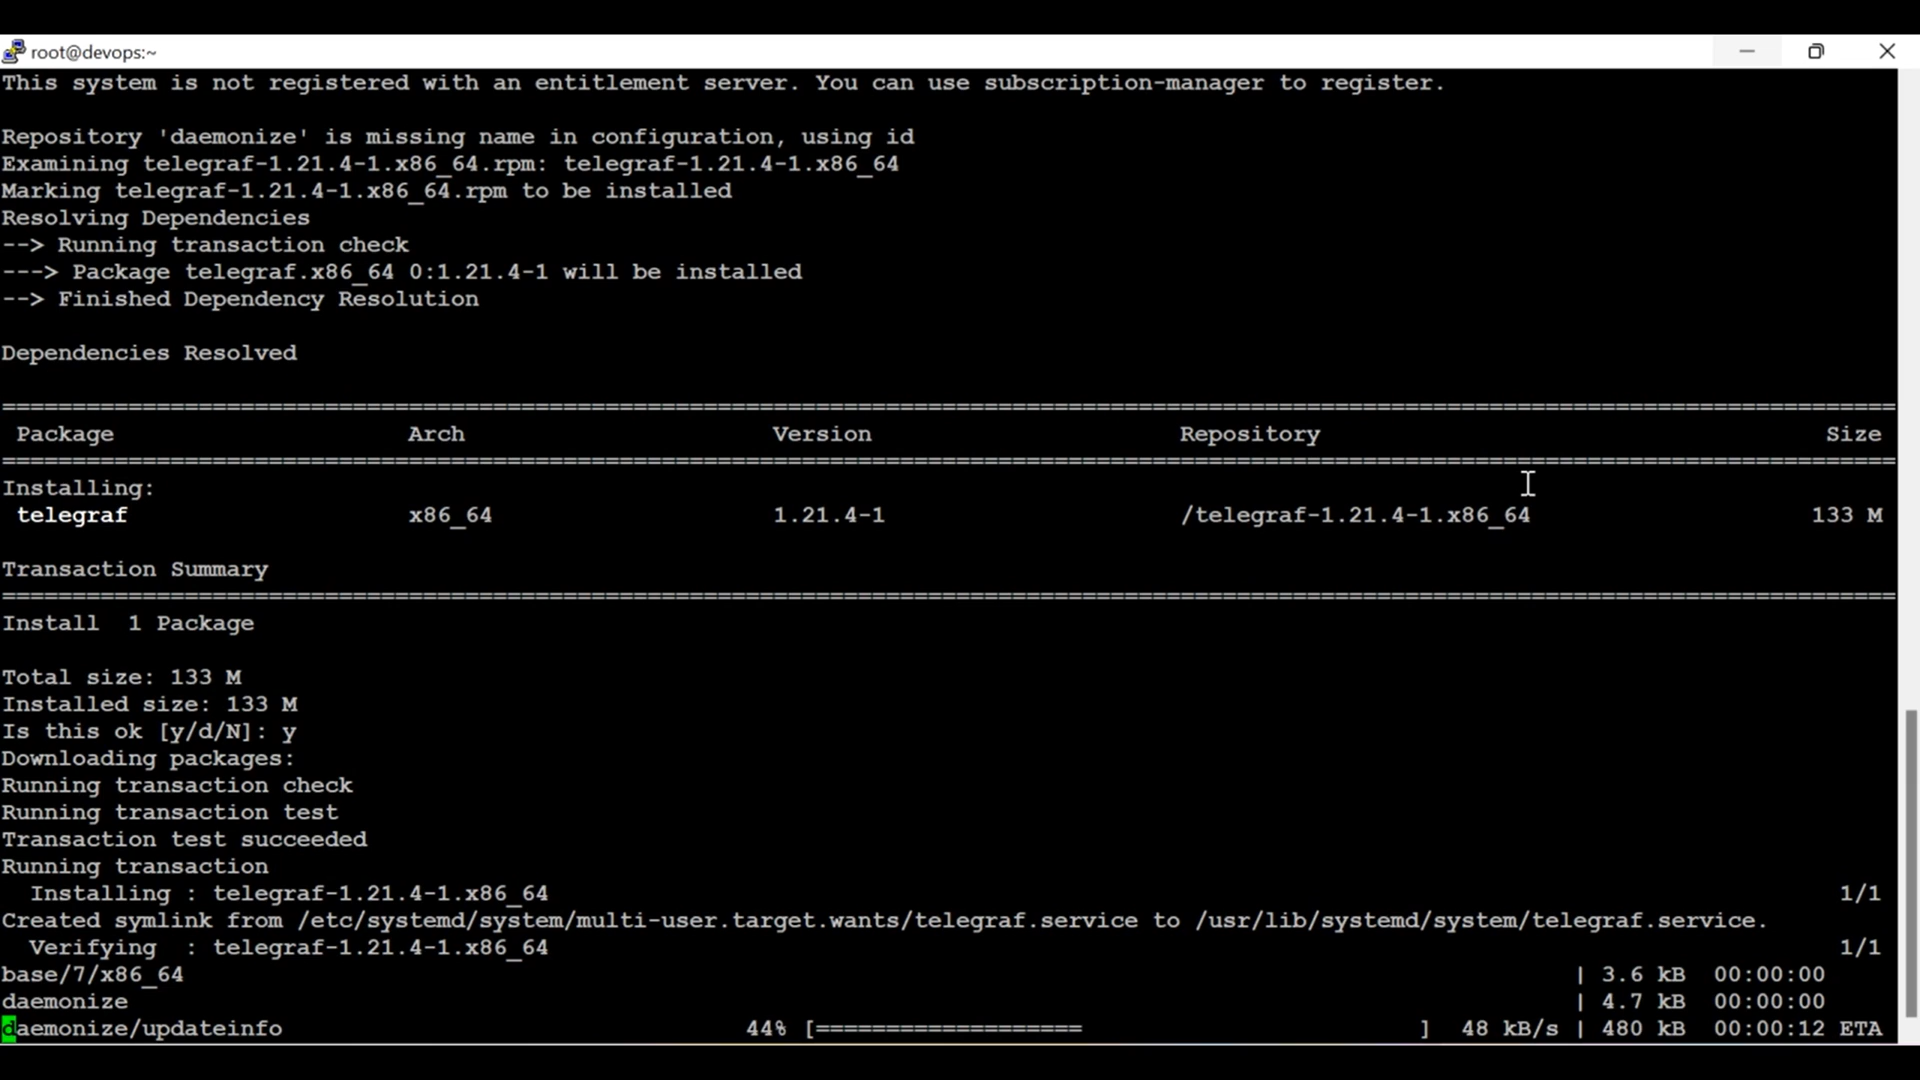 root@devops:~
This system is not registered with an entitlement server. You can use subscription-manager to register.
Repository 'daemonize' is missing name in configuration, using id
Examining telegraf-1.21.4-1.x86_64.rpm: telegraf-1.21.4-1.x86_64
Marking telegraf-1.21.4-1.x86_64.rpm to be installed
Resolving Dependencies
--> Running transaction check
---> Package telegraf.x86_64 0:1.21.4-1 will be installed
--> Finished Dependency Resolution
Dependencies Resolved
Package Arch Version Repository Size
Installing:
telegraf x86_64 1.21.4-1 /telegraf-1.21.4-1.x86_64 133 M
Transaction Summary
Install 1 Package
Total size: 133 M
Installed size: 133 M
Is this ok [y/d/N]: y
Downloading packages:
Running transaction check
Running transaction test
Transaction test succeeded
Running transaction
Installing : telegraf-1.21.4-1.x86_64 1/1
Created symlink from /etc/systemd/system/multi-user.target.wants/telegraf.service to /usr/lib/systemd/system/telegraf.service.
Verifying : telegraf-1.21.4-1.x86_64 1/1
base/7/x86_64 | 3.6 kB 00:00:00
daemonize | 4.7 kB 00:00:00
daemonize/updateinfo 44% [=================== ] 48 kB/s | 480 kB 00:00:12 ETA